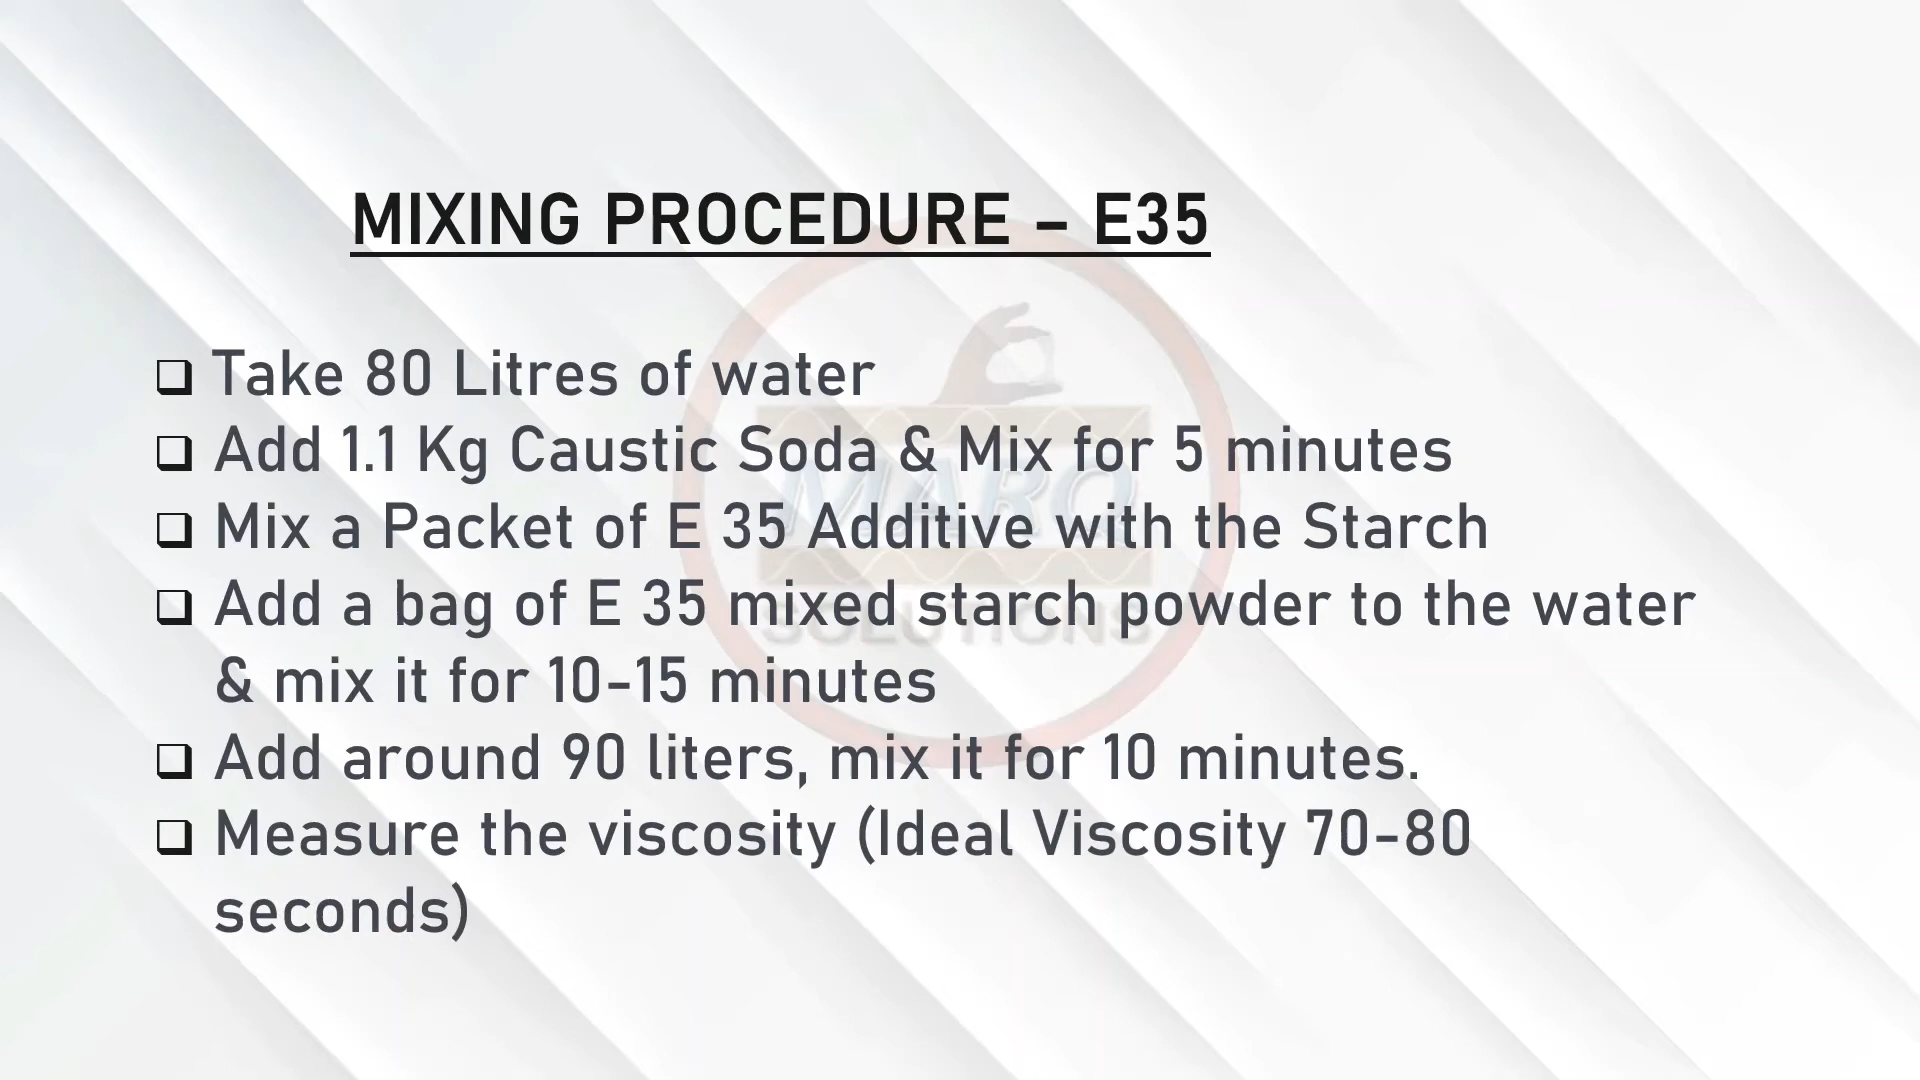 MIXING PROCEDURE – E35
❑ Take 80 Litres of water
❑ Add 1.1 Kg Caustic Soda & Mix for 5 minutes
❑ Mix a Packet of E 35 Additive with the Starch
❑ Add a bag of E 35 mixed starch powder to the water
& mix it for 10-15 minutes
❑ Add around 90 liters, mix it for 10 minutes.
❑ Measure the viscosity (Ideal Viscosity 70-80
seconds)
MARQ
SOLUTIONS